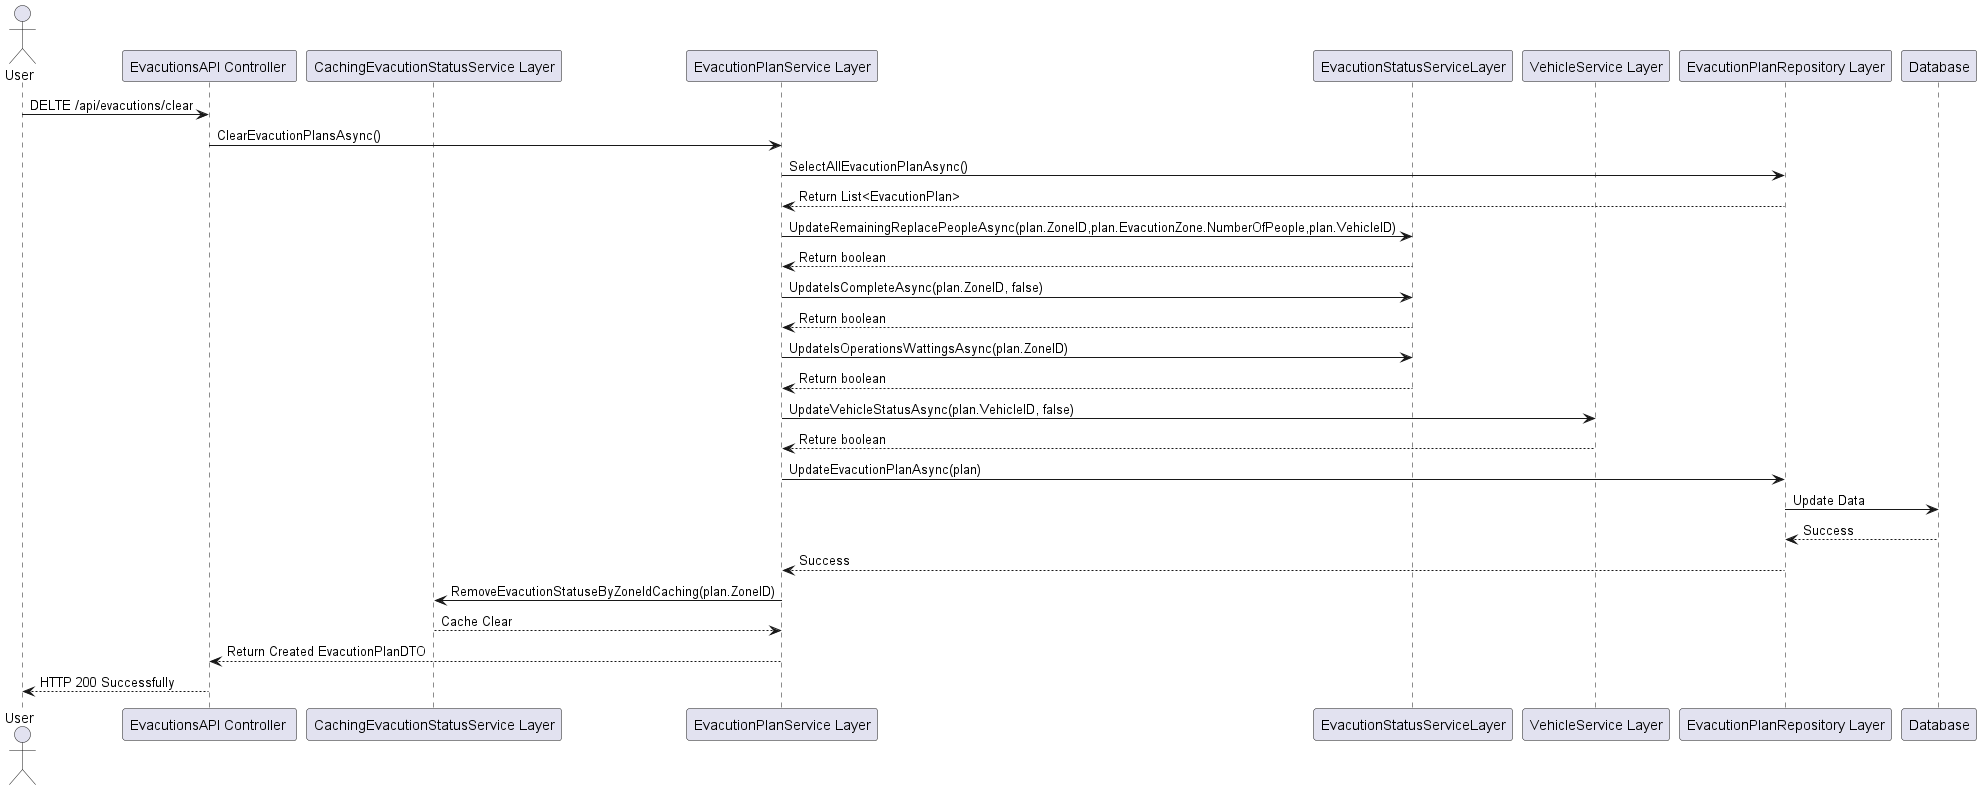 User
EvacutionsAPI Controller
CachingEvacutionStatusService Layer
EvacutionPlanService Layer
EvacutionStatusServiceLayer
VehicleService Layer
EvacutionPlanRepository Layer
Database
DELTE /api/evacutions/clear
ClearEvacutionPlansAsync()
SelectAllEvacutionPlanAsync()
Return List<EvacutionPlan>
UpdateRemainingReplacePeopleAsync(plan.ZoneID,plan.EvacutionZone.NumberOfPeople,plan.VehicleID)
Return boolean
UpdateIsCompleteAsync(plan.ZoneID, false)
Return boolean
UpdateIsOperationsWattingsAsync(plan.ZoneID)
Return boolean
UpdateVehicleStatusAsync(plan.VehicleID, false)
Reture boolean
UpdateEvacutionPlanAsync(plan)
Update Data
Success
Success
RemoveEvacutionStatuseByZoneIdCaching(plan.ZoneID)
Cache Clear
Return Created EvacutionPlanDTO
HTTP 200 Successfully
User
EvacutionsAPI Controller
CachingEvacutionStatusService Layer
EvacutionPlanService Layer
EvacutionStatusServiceLayer
VehicleService Layer
EvacutionPlanRepository Layer
Database